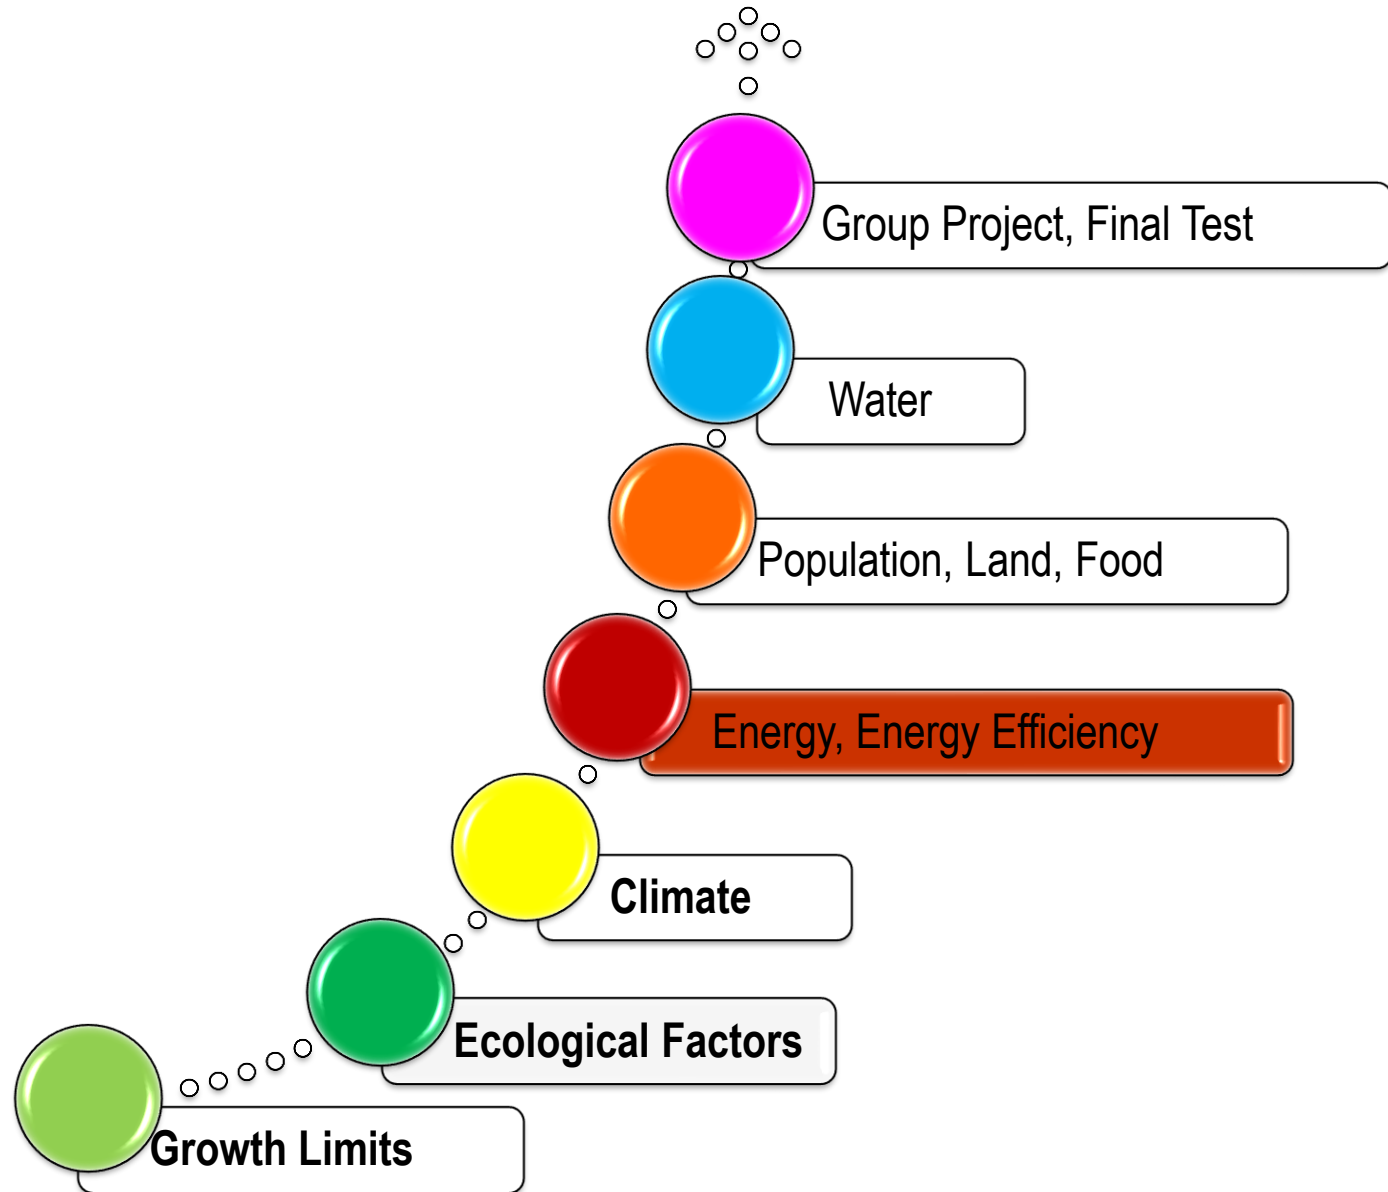 Group Project, Final Test
Water
Population, Land, Food
Energy, Energy Efficiency
Climate
Ecological Factors
Growth Limits